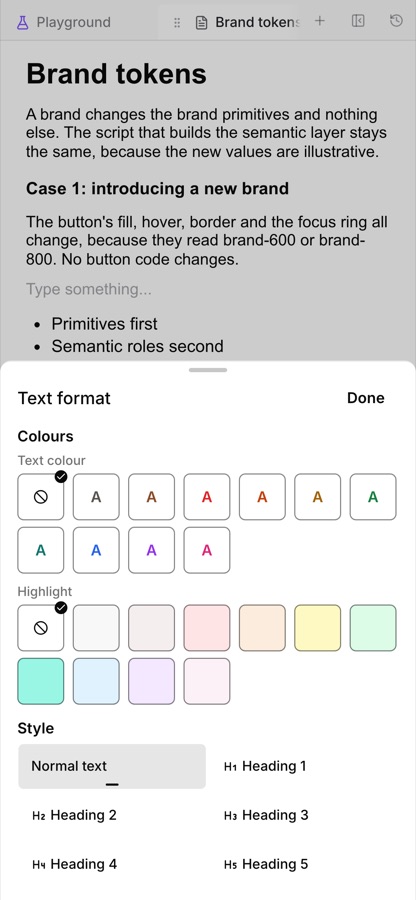 Playground
Brand tokens
Brand tokens
A brand changes the brand primitives and nothing
else. The script that builds the semantic layer stays
the same, because the new values are illustrative.
Case 1: introducing a new brand
The button's fill, hover, border and the focus ring all
change, because they read brand-600 or brand-
800. No button code changes.
Type something...
• Primitives first
• Semantic roles second
Text format
Done
Colours
Text colour
A A A A A A
A A A A
Highlight
Style
Normal text
H1 Heading 1
H2 Heading 2
H3 Heading 3
H4 Heading 4
H5 Heading 5